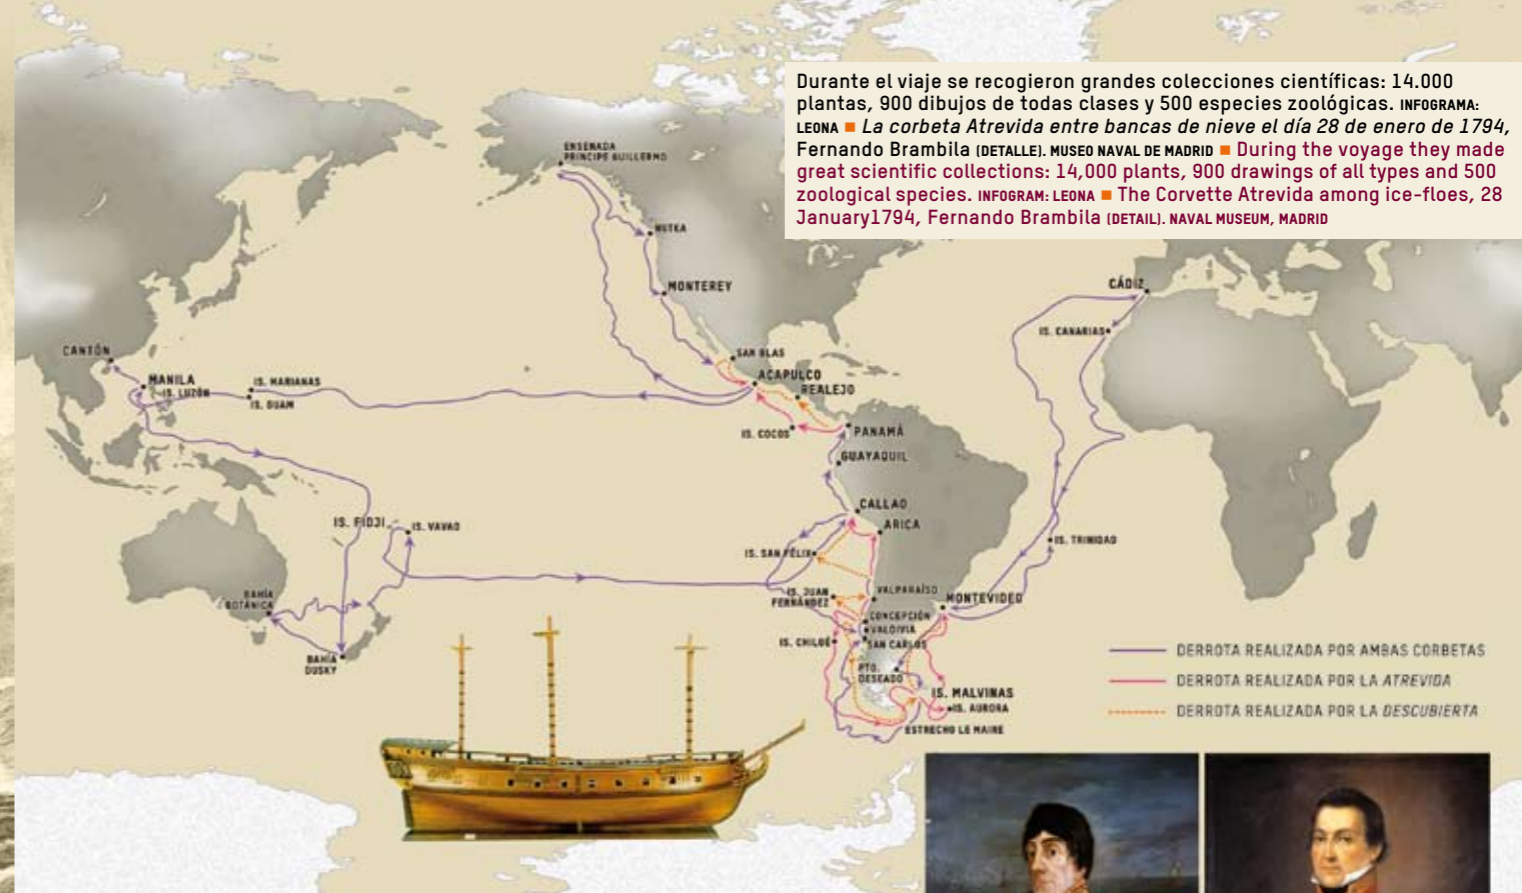 Durante el viaje se recogieron grandes colecciones científicas: 14.000
plantas, 900 dibujos de todas clases y 500 especies zoológicas. INFOGRAMA:
LEONA ■ La corbeta Atrevida entre bancas de nieve el día 28 de enero de 1794,
Fernando Brambila (DETALLE). MUSEO NAVAL DE MADRID ■ During the voyage they made
great scientific collections: 14,000 plants, 900 drawings of all types and 500
zoological species. INFOGRAM: LEONA ■ The Corvette Atrevida among ice-floes, 28
January1794, Fernando Brambila (DETAIL). NAVAL MUSEUM, MADRID
ENSENADA
PRINCIPE GUILLERMO
NUTKA
MONTEREY
SAN BLAS
ACAPULCO
REALEJO
IS. COCOS
PANAMÁ
GUAYAQUIL
CALLAO
ARICA
CÁDIZ
IS. CANARIAS
CANTÓN
MANILA
IS. LUZÓN
IS. MARIANAS
IS. GUAM
IS. FIDJI
IS. VAVAO
IS. SAN FÉLIX
IS. TRINIDAD
BAHÍA
BOTÁNICA
BAHÍA
DUSKY
IS. JUAN
FERNÁNDEZ
VALPARAÍSO
MONTEVIDEO
CONCEPCIÓN
VALDIVIA
SAN CARLOS
IS. CHILOÉ
PTO.
DESEADO
IS. MALVINAS
IS. AURORA
ESTRECHO LE MAIRE
DERROTA REALIZADA POR AMBAS CORBETAS
DERROTA REALIZADA POR LA ATREVIDA
DERROTA REALIZADA POR LA DESCUBIERTA